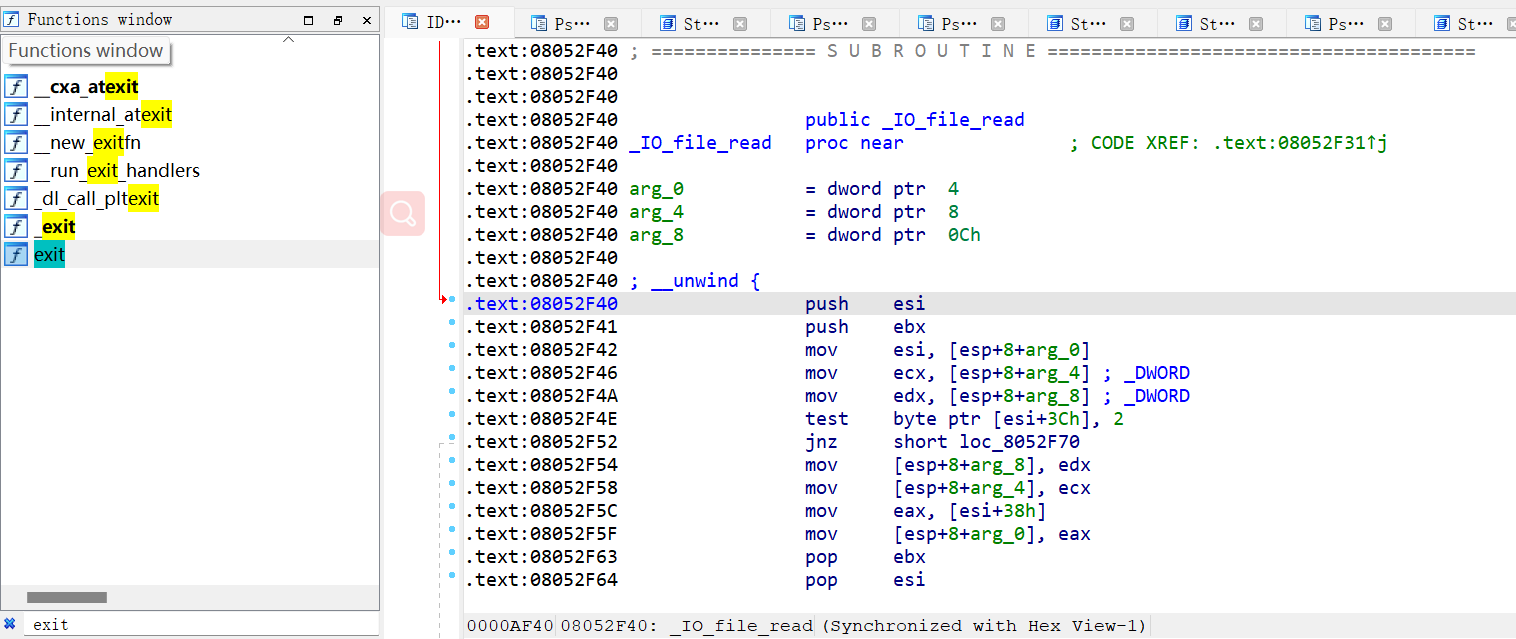 Functions window
Functions window
__cxa_atexit
__internal_atexit
__new_exitfn
__run_exit_handlers
_dl_call_pltexit
_exit
exit
exit
ID··· Ps··· St··· Ps··· Ps··· St··· St··· Ps··· St···
.text:08052F40 ; =============== S U B R O U T I N E =======================================
.text:08052F40
.text:08052F40
.text:08052F40 public _IO_file_read
.text:08052F40 _IO_file_read proc near ; CODE XREF: .text:08052F31↑j
.text:08052F40
.text:08052F40 arg_0 = dword ptr 4
.text:08052F40 arg_4 = dword ptr 8
.text:08052F40 arg_8 = dword ptr 0Ch
.text:08052F40
.text:08052F40 ; __unwind {
.text:08052F40 push esi
.text:08052F41 push ebx
.text:08052F42 mov esi, [esp+8+arg_0]
.text:08052F46 mov ecx, [esp+8+arg_4] ; _DWORD
.text:08052F4A mov edx, [esp+8+arg_8] ; _DWORD
.text:08052F4E test byte ptr [esi+3Ch], 2
.text:08052F52 jnz short loc_8052F70
.text:08052F54 mov [esp+8+arg_8], edx
.text:08052F58 mov [esp+8+arg_4], ecx
.text:08052F5C mov eax, [esi+38h]
.text:08052F5F mov [esp+8+arg_0], eax
.text:08052F63 pop ebx
.text:08052F64 pop esi
0000AF40 08052F40: _IO_file_read (Synchronized with Hex View-1)